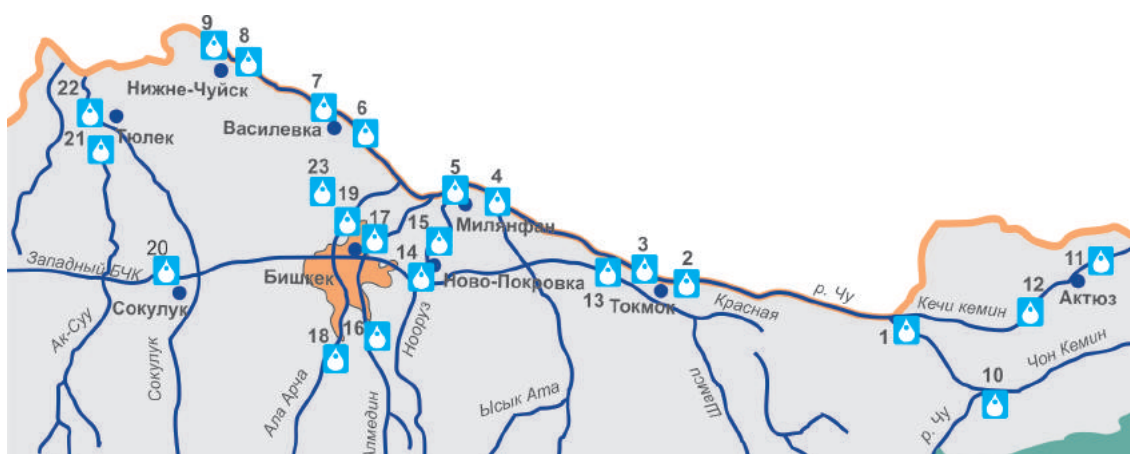 9
8
Нижне-Чуйск
22
7
6
Тюлек
Василевка
21
23
5
4
19
17
15
Милянфан
Западный БЧК
20
Бишкек
14
Ново-Покровка
3
2
11
13
Токмок
Красная
р. Чу
12
Актюз
Сокулук
Кечи кемин
1
Ак-Суу
Сокулук
18
16
Нооруз
Ала Арча
Алмедин
Ысык Ата
Шамси
Чон Кемин
10
р. Чу